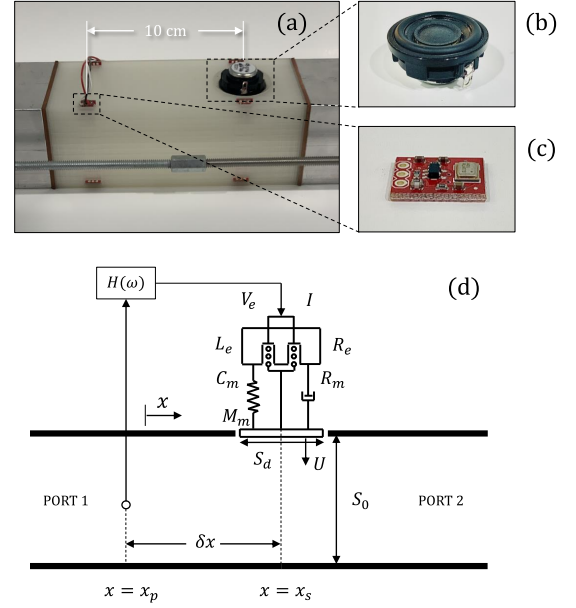 (a)
10 cm
(b)
(c)
(d)
H(ω)
V_e
I
L_e
R_e
C_m
R_m
M_m
x
S_d
U
S_0
PORT 1
PORT 2
δx
x = x_p
x = x_s